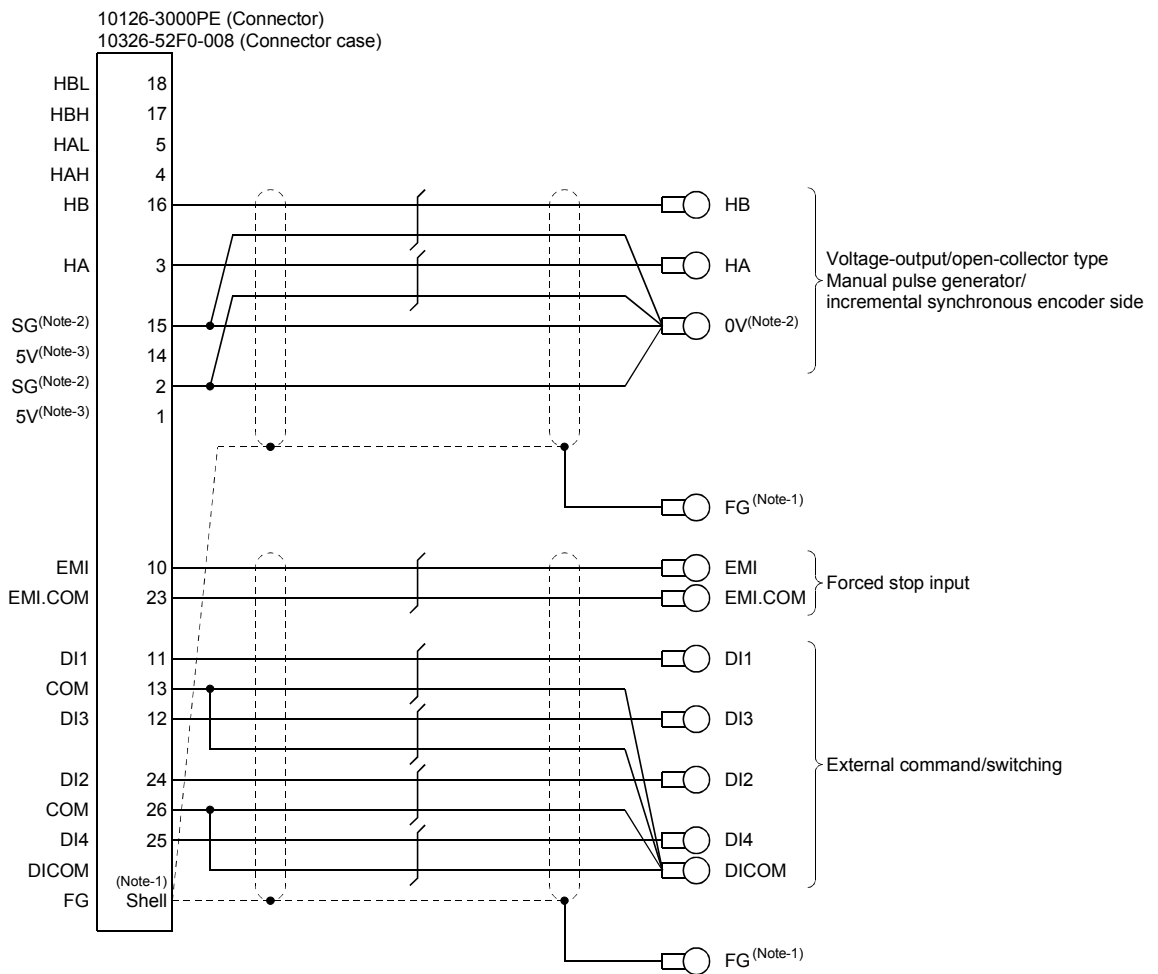 10126-3000PE (Connector)
10326-52F0-008 (Connector case)
HBL 18
HBH 17
HAL 5
HAH 4
HB 16 HB
HA 3 HA
SG(Note-2) 15 0V(Note-2)
5V(Note-3) 14
SG(Note-2) 2
5V(Note-3) 1
Voltage-output/open-collector type
Manual pulse generator/
incremental synchronous encoder side
FG(Note-1)
EMI 10 EMI
EMI.COM 23 EMI.COM
Forced stop input
DI1 11 DI1
COM 13
DI3 12 DI3
DI2 24 DI2
COM 26
DI4 25 DI4
DICOM DICOM
External command/switching
(Note-1)
FG Shell
FG(Note-1)